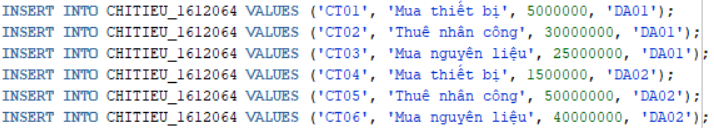 INSERT INTO CHITIEU_1612064 VALUES ('CT01', 'Mua thiết bị', 5000000, 'DA01');
INSERT INTO CHITIEU_1612064 VALUES ('CT02', 'Thuê nhân công', 30000000, 'DA01');
INSERT INTO CHITIEU_1612064 VALUES ('CT03', 'Mua nguyên liệu', 25000000, 'DA01');
INSERT INTO CHITIEU_1612064 VALUES ('CT04', 'Mua thiết bị', 1500000, 'DA02');
INSERT INTO CHITIEU_1612064 VALUES ('CT05', 'Thuê nhân công', 50000000, 'DA02');
INSERT INTO CHITIEU_1612064 VALUES ('CT06', 'Mua nguyên liệu', 40000000, 'DA02');